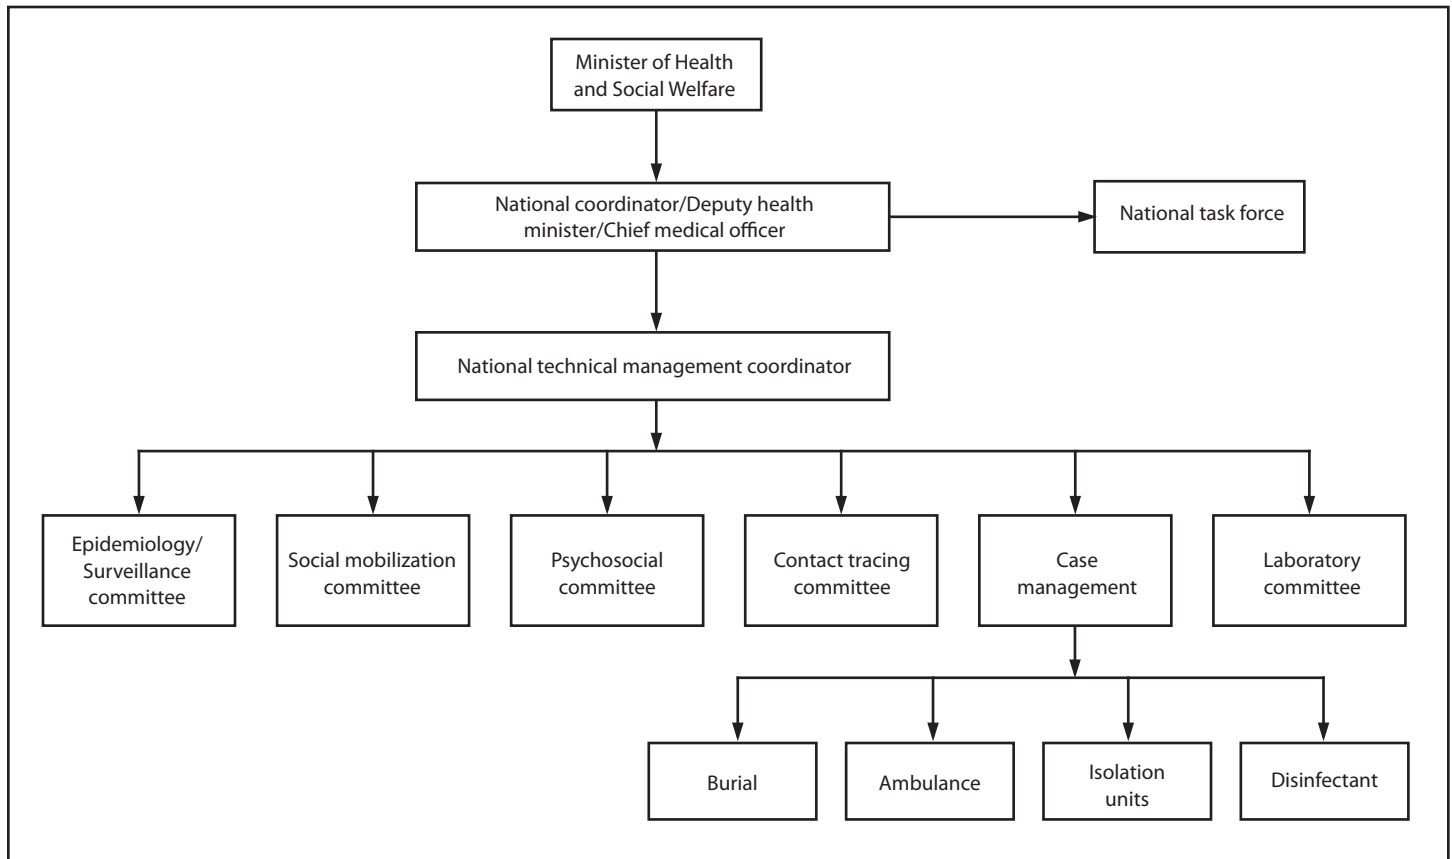 Minister of Health
and Social Welfare
National coordinator/Deputy health
minister/Chief medical officer
National task force
National technical management coordinator
Epidemiology/
Surveillance
committee
Social mobilization
committee
Psychosocial
committee
Contact tracing
committee
Case
management
Laboratory
committee
Burial
Ambulance
Isolation
units
Disinfectant